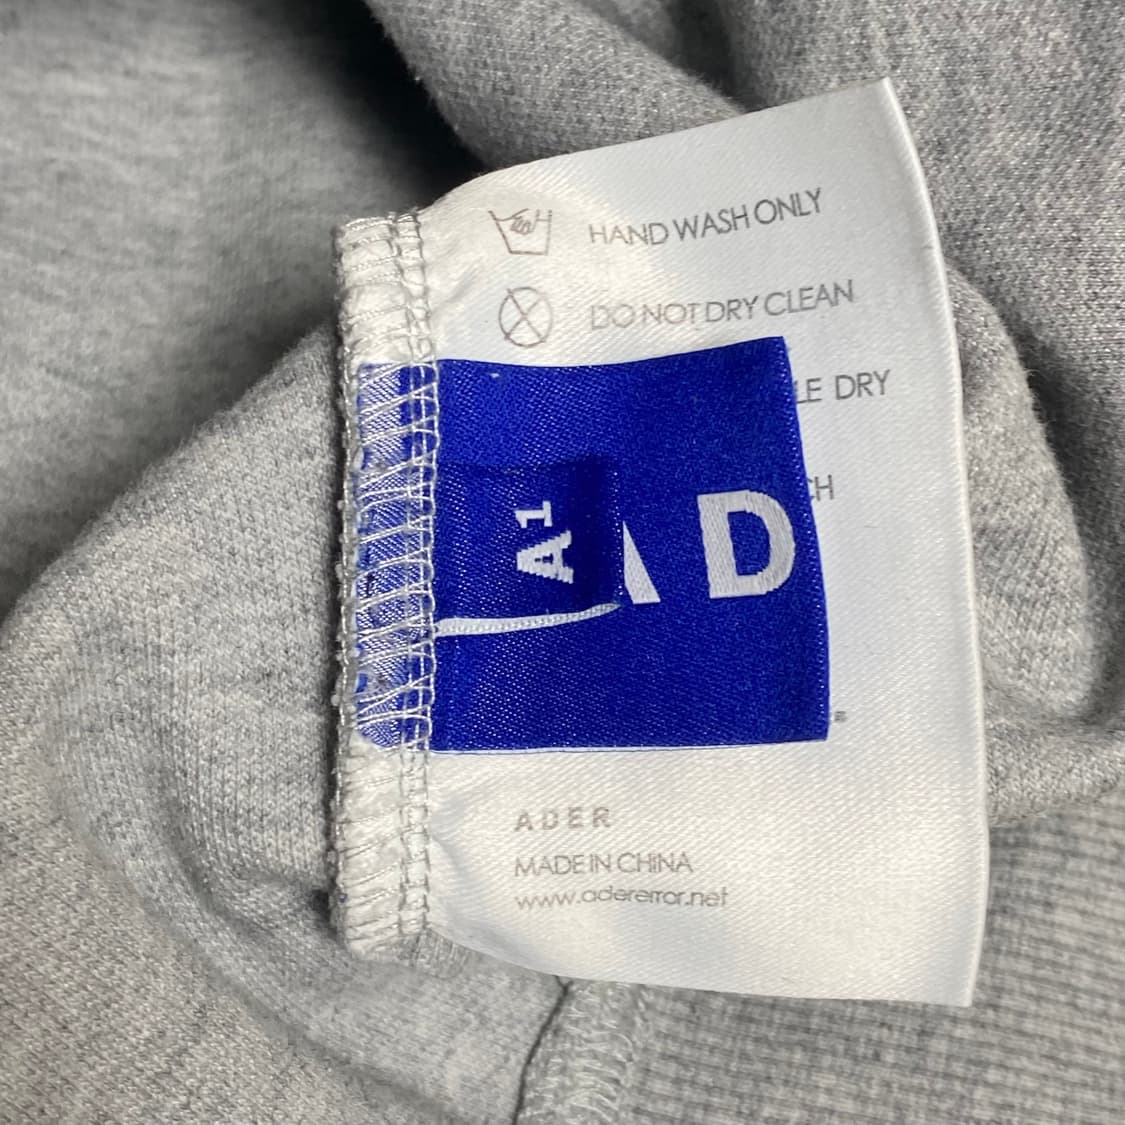 HAND WASH ONLY
DO NOT DRY CLEAN
LE DRY
CH
A1
AD
ADER
MADE IN CHINA
www.adererror.net